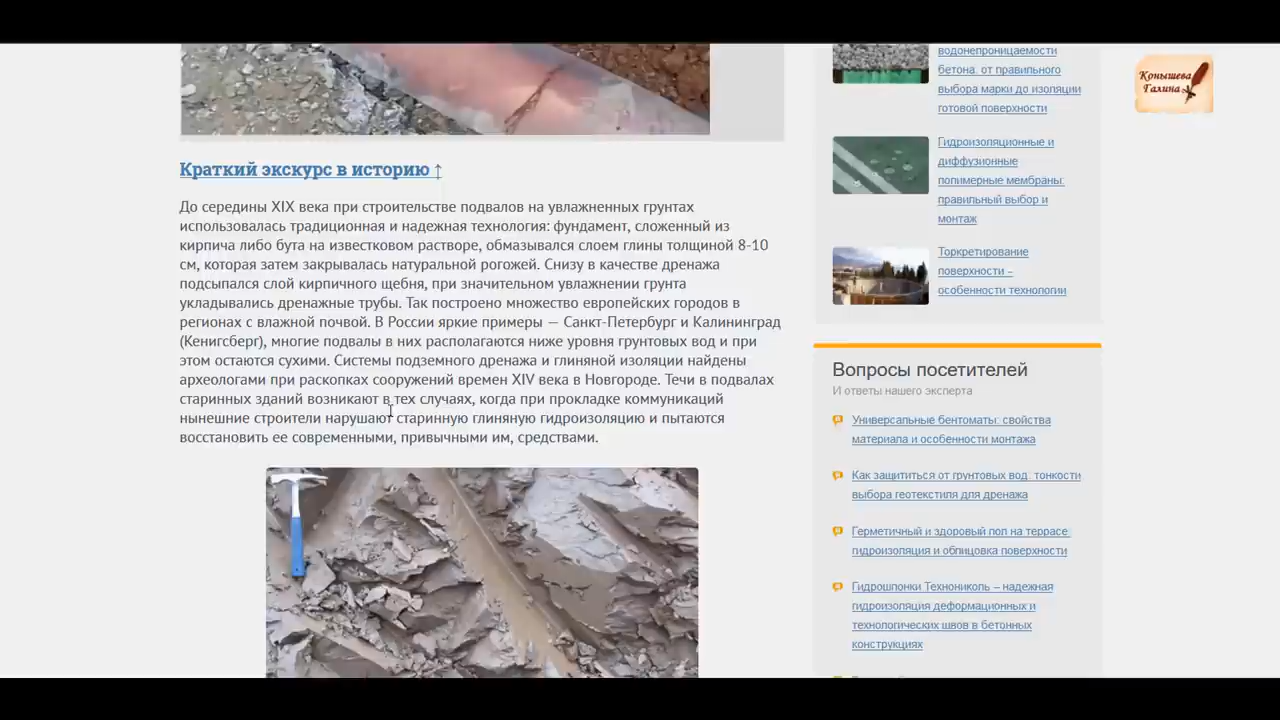 Краткий экскурс в историю ↑
До середины XIX века при строительстве подвалов на увлажненных грунтах
использовалась традиционная и надежная технология: фундамент, сложенный из
кирпича либо бута на известковом растворе, обмазывался слоем глины толщиной 8-10
см, которая затем закрывалась натуральной рогожей. Снизу в качестве дренажа
подсыпался слой кирпичного щебня, при значительном увлажнении грунта
укладывались дренажные трубы. Так построено множество европейских городов в
регионах с влажной почвой. В России яркие примеры — Санкт-Петербург и Калининград
(Кенигсберг), многие подвалы в них располагаются ниже уровня грунтовых вод и при
этом остаются сухими. Системы подземного дренажа и глиняной изоляции найдены
археологами при раскопках сооружений времен XIV века в Новгороде. Течи в подвалах
старинных зданий возникают в тех случаях, когда при прокладке коммуникаций
нынешние строители нарушают старинную глиняную гидроизоляцию и пытаются
восстановить ее современными, привычными им, средствами.
водонепроницаемости
бетона: от правильного
выбора марки до изоляции
готовой поверхности
Гидроизоляционные и
диффузионные
полимерные мембраны:
правильный выбор и
монтаж
Торкретирование
поверхности –
особенности технологии
Вопросы посетителей
И ответы нашего эксперта
Универсальные бентоматы: свойства
материала и особенности монтажа
Как защититься от грунтовых вод: тонкости
выбора геотекстиля для дренажа
Герметичный и здоровый пол на террасе:
гидроизоляция и облицовка поверхности
Гидрошпонки Технониколь – надежная
гидроизоляция деформационных и
технологических швов в бетонных
конструкциях
Конышева
Галина